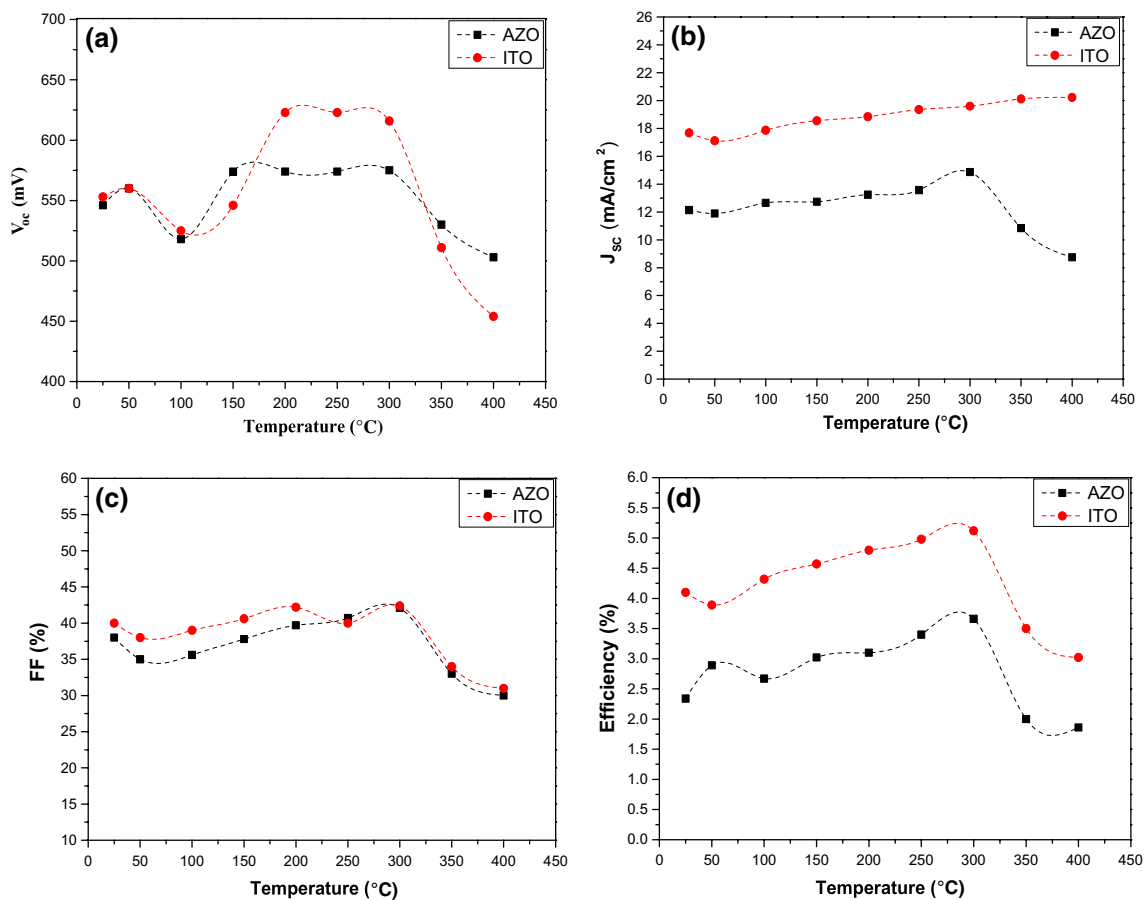 (a)
AZO
ITO
700
650
600
550
500
450
400
V_oc (mV)
0 50 100 150 200 250 300 350 400 450
Temperature (°C)
(b)
AZO
ITO
26
24
22
20
18
16
14
12
10
8
6
4
2
0
J_sc (mA/cm²)
0 50 100 150 200 250 300 350 400 450
Temperature (°C)
(c)
AZO
ITO
60
55
50
45
40
35
30
25
20
15
10
FF (%)
0 50 100 150 200 250 300 350 400 450
Temperature (°C)
(d)
AZO
ITO
6.0
5.5
5.0
4.5
4.0
3.5
3.0
2.5
2.0
1.5
1.0
0.5
0.0
Efficiency (%)
0 50 100 150 200 250 300 350 400 450
Temperature (°C)